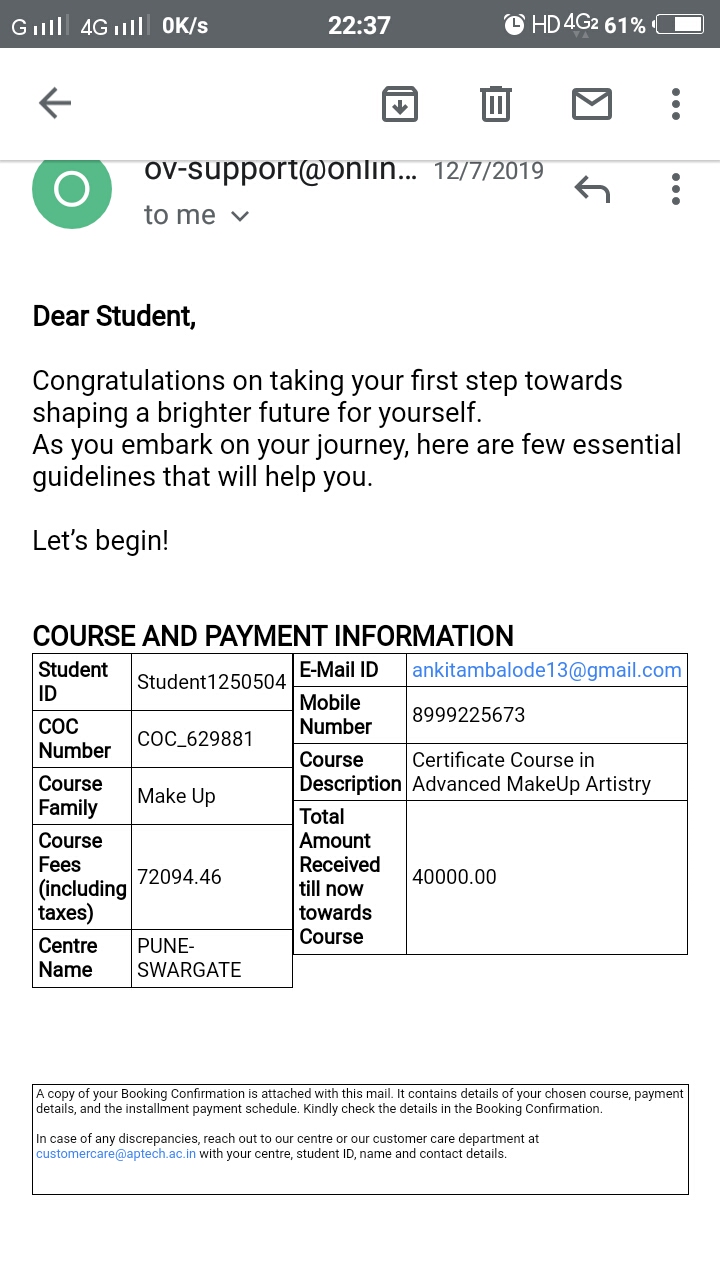 G 4G 0K/s 22:37 HD 4G2 61%
O
ov-support@onlin... 12/7/2019
to me
Dear Student,
Congratulations on taking your first step towards
shaping a brighter future for yourself.
As you embark on your journey, here are few essential
guidelines that will help you.
Let’s begin!
COURSE AND PAYMENT INFORMATION
Student
ID
Student1250504
COC
Number
COC_629881
Course
Family
Make Up
Course
Fees
(including
taxes)
72094.46
Centre
Name
PUNE-
SWARGATE
E-Mail ID
ankitambalode13@gmail.com
Mobile
Number
8999225673
Course
Description
Certificate Course in
Advanced MakeUp Artistry
Total
Amount
Received
till now
towards
Course
40000.00
A copy of your Booking Confirmation is attached with this mail. It contains details of your chosen course, payment
details, and the installment payment schedule. Kindly check the details in the Booking Confirmation.
In case of any discrepancies, reach out to our centre or our customer care department at
customercare@aptech.ac.in with your centre, student ID, name and contact details.